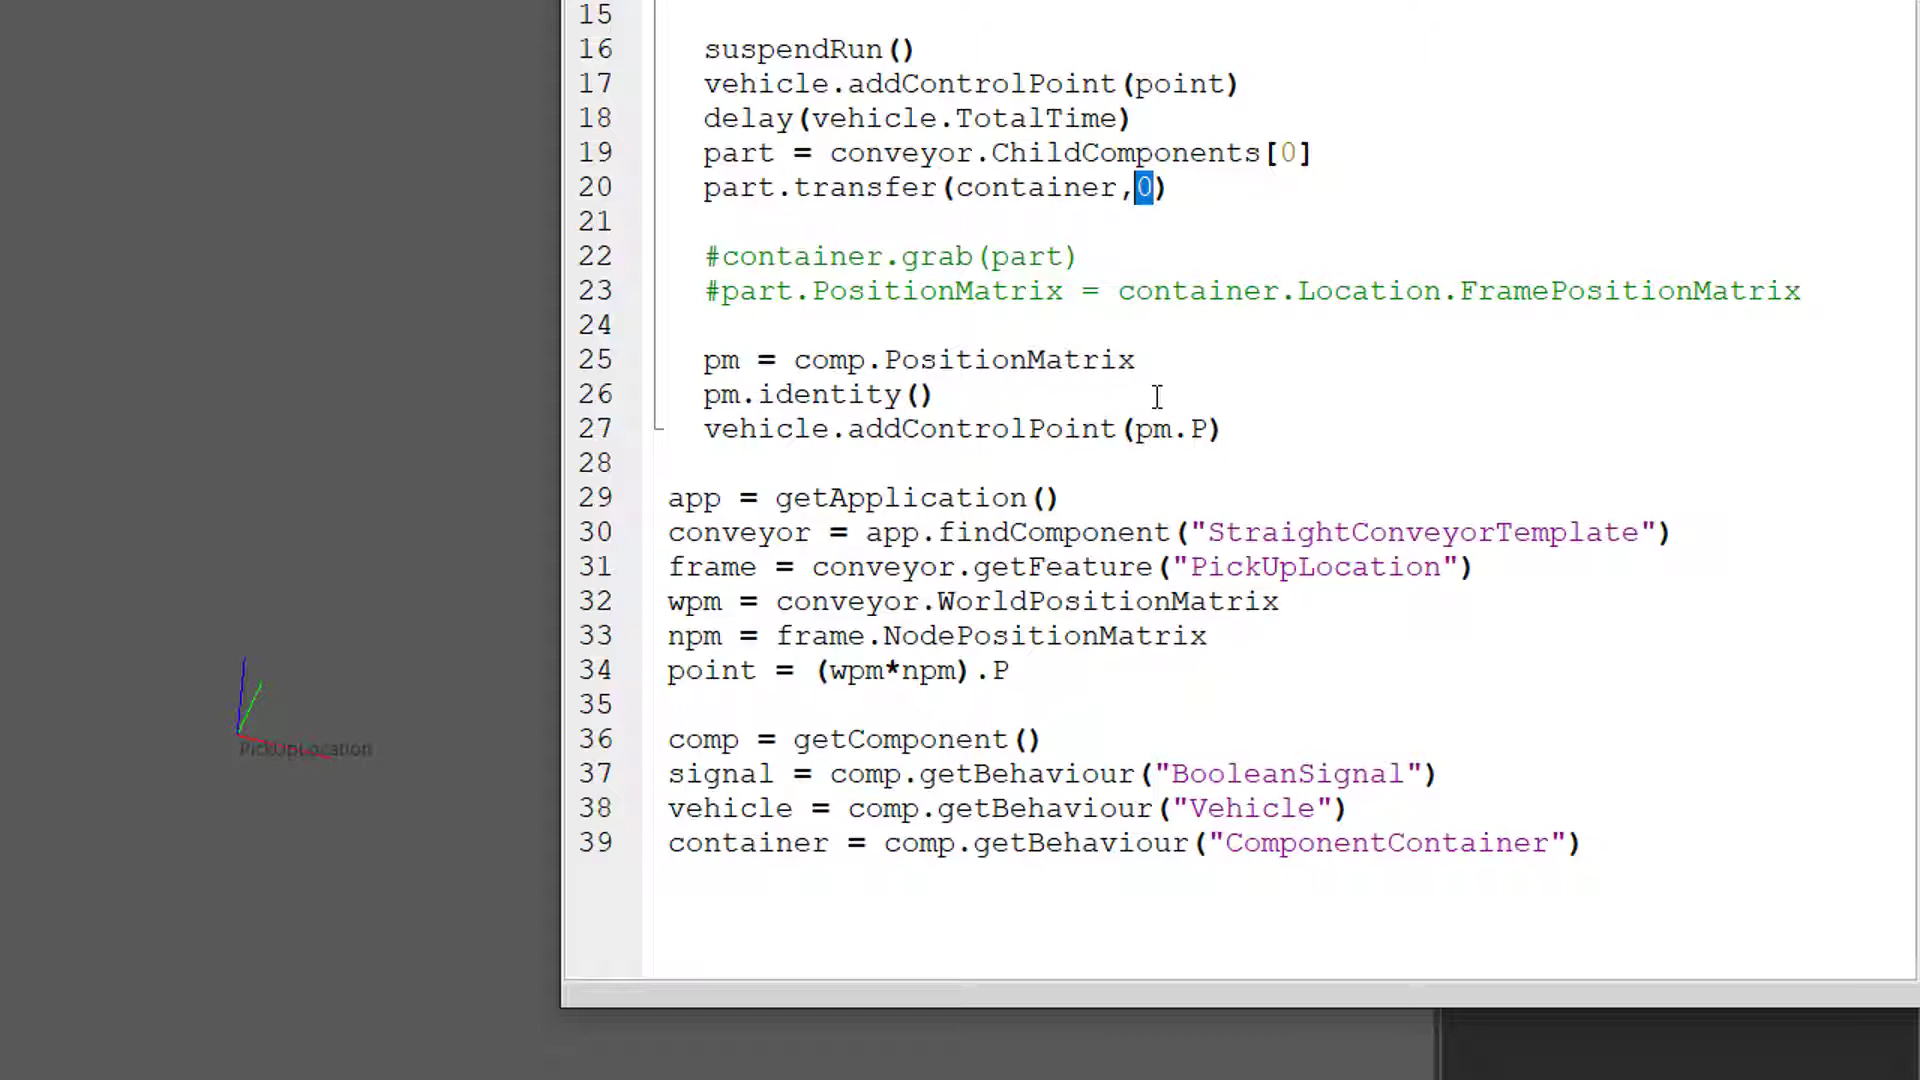 15
16 suspendRun()
17 vehicle.addControlPoint(point)
18 delay(vehicle.TotalTime)
19 part = conveyor.ChildComponents[0]
20 part.transfer(container,0)
21
22 #container.grab(part)
23 #part.PositionMatrix = container.Location.FramePositionMatrix
24
25 pm = comp.PositionMatrix
26 pm.identity()
27 vehicle.addControlPoint(pm.P)
28
29 app = getApplication()
30 conveyor = app.findComponent("StraightConveyorTemplate")
31 frame = conveyor.getFeature("PickUpLocation")
32 wpm = conveyor.WorldPositionMatrix
33 npm = frame.NodePositionMatrix
34 point = (wpm*npm).P
35
36 comp = getComponent()
37 signal = comp.getBehaviour("BooleanSignal")
38 vehicle = comp.getBehaviour("Vehicle")
39 container = comp.getBehaviour("ComponentContainer")
PickUpLocation